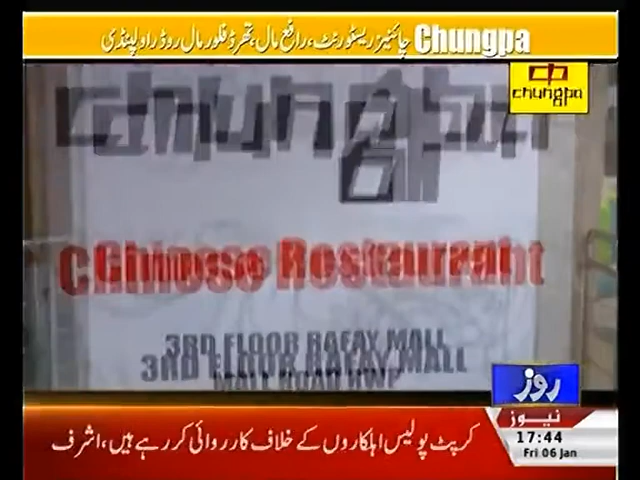 Chungpa چائنیز ریسٹورنٹ، رافع مال، تھرڈ فلور مال روڈ راولپنڈی
chungpa
chungpa
Chinese Restaurant
3RD FLOOR RAFAY MALL
MALL ROAD RWP
روز
نیوز
17:44
Fri 06 Jan
کرپٹ پولیس اہلکاروں کے خلاف کارروائی کر رہے ہیں، اشرف